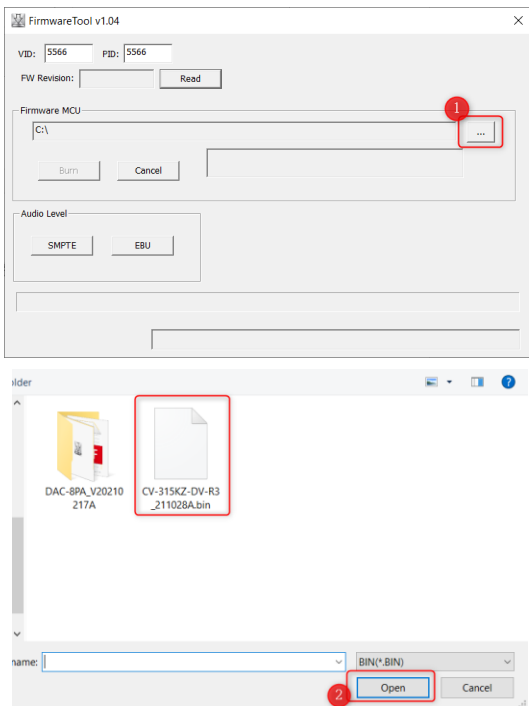 FirmwareTool v1.04
VID: 5566 PID: 5566
FW Revision: Read
Firmware MCU
1
C:\ ...
Burn Cancel
Audio Level
SMPTE EBU
older
?
DAC-8PA_V20210
217A
CV-315KZ-DV-R3
_211028A.bin
name: BIN(*.BIN)
2 Open Cancel